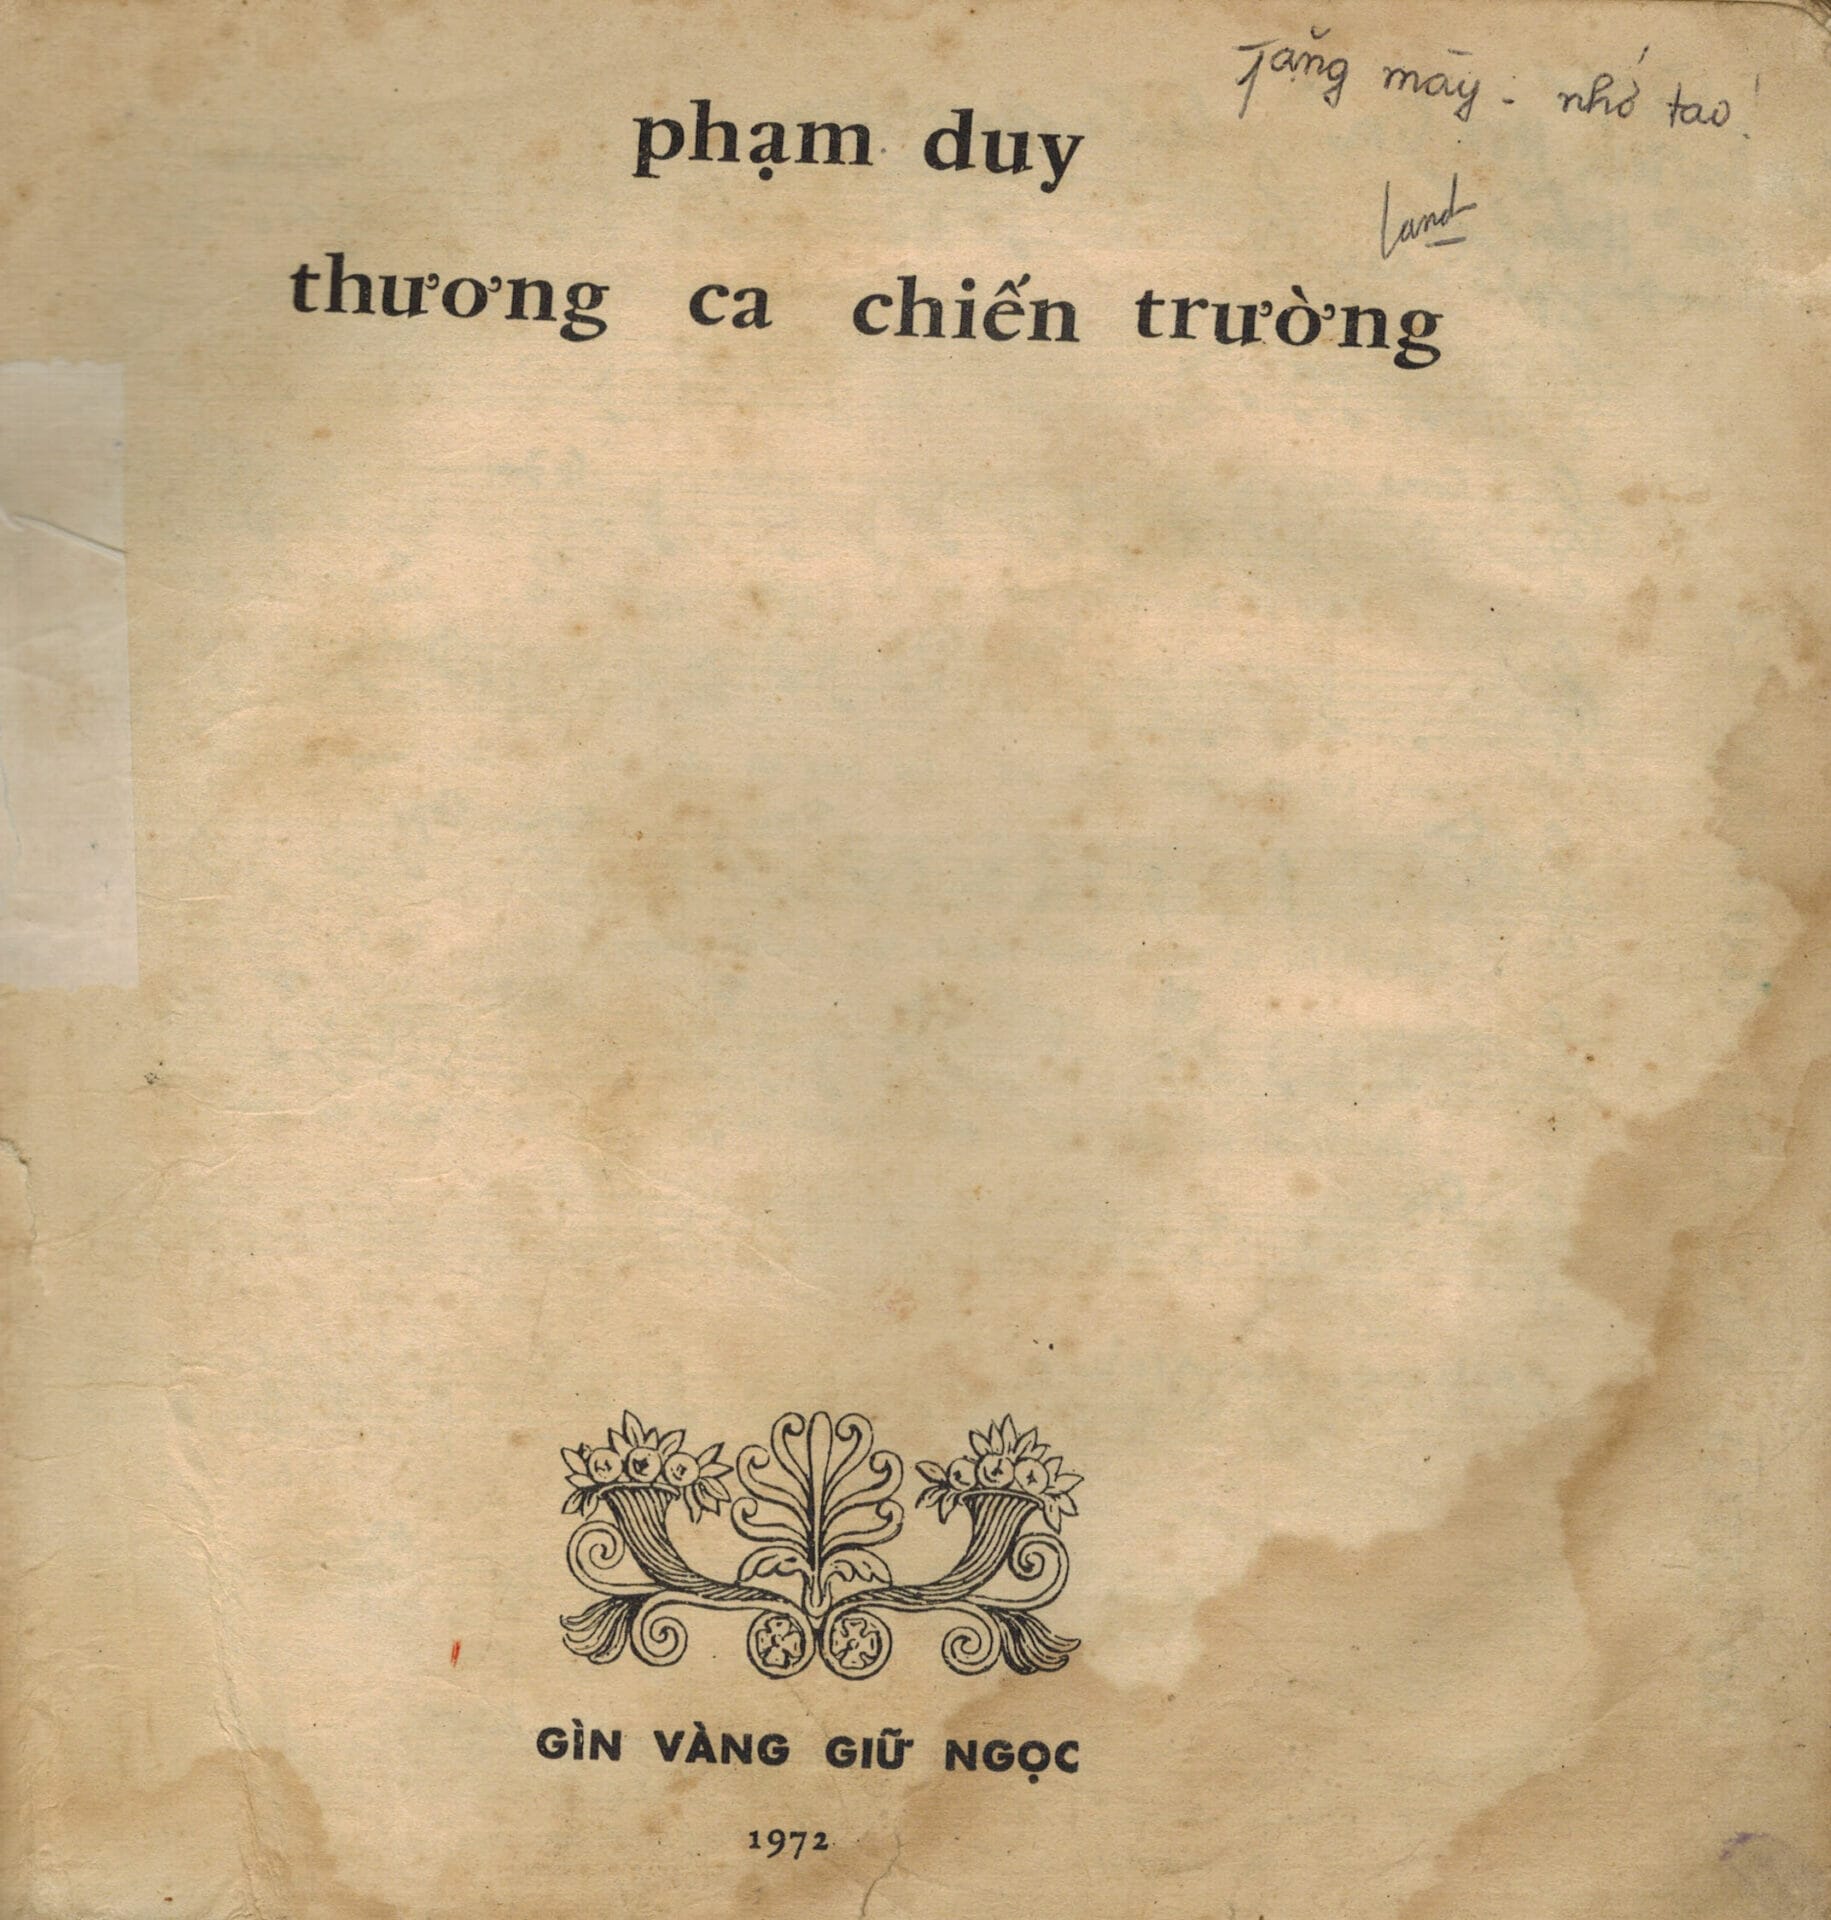 Tặng mày - nhớ tao!
phạm duy
thương ca chiến trường
GÌN VÀNG GIỮ NGỌC
1972